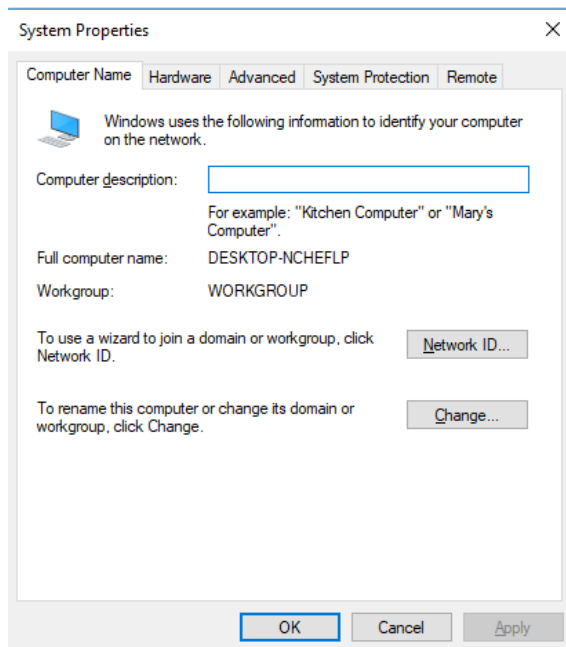 System Properties
Computer Name Hardware Advanced System Protection Remote
Windows uses the following information to identify your computer
on the network.
Computer description:
For example: "Kitchen Computer" or "Mary's
Computer".
Full computer name: DESKTOP-NCHEFLP
Workgroup: WORKGROUP
To use a wizard to join a domain or workgroup, click
Network ID.
Network ID...
To rename this computer or change its domain or
workgroup, click Change.
Change...
OK Cancel Apply